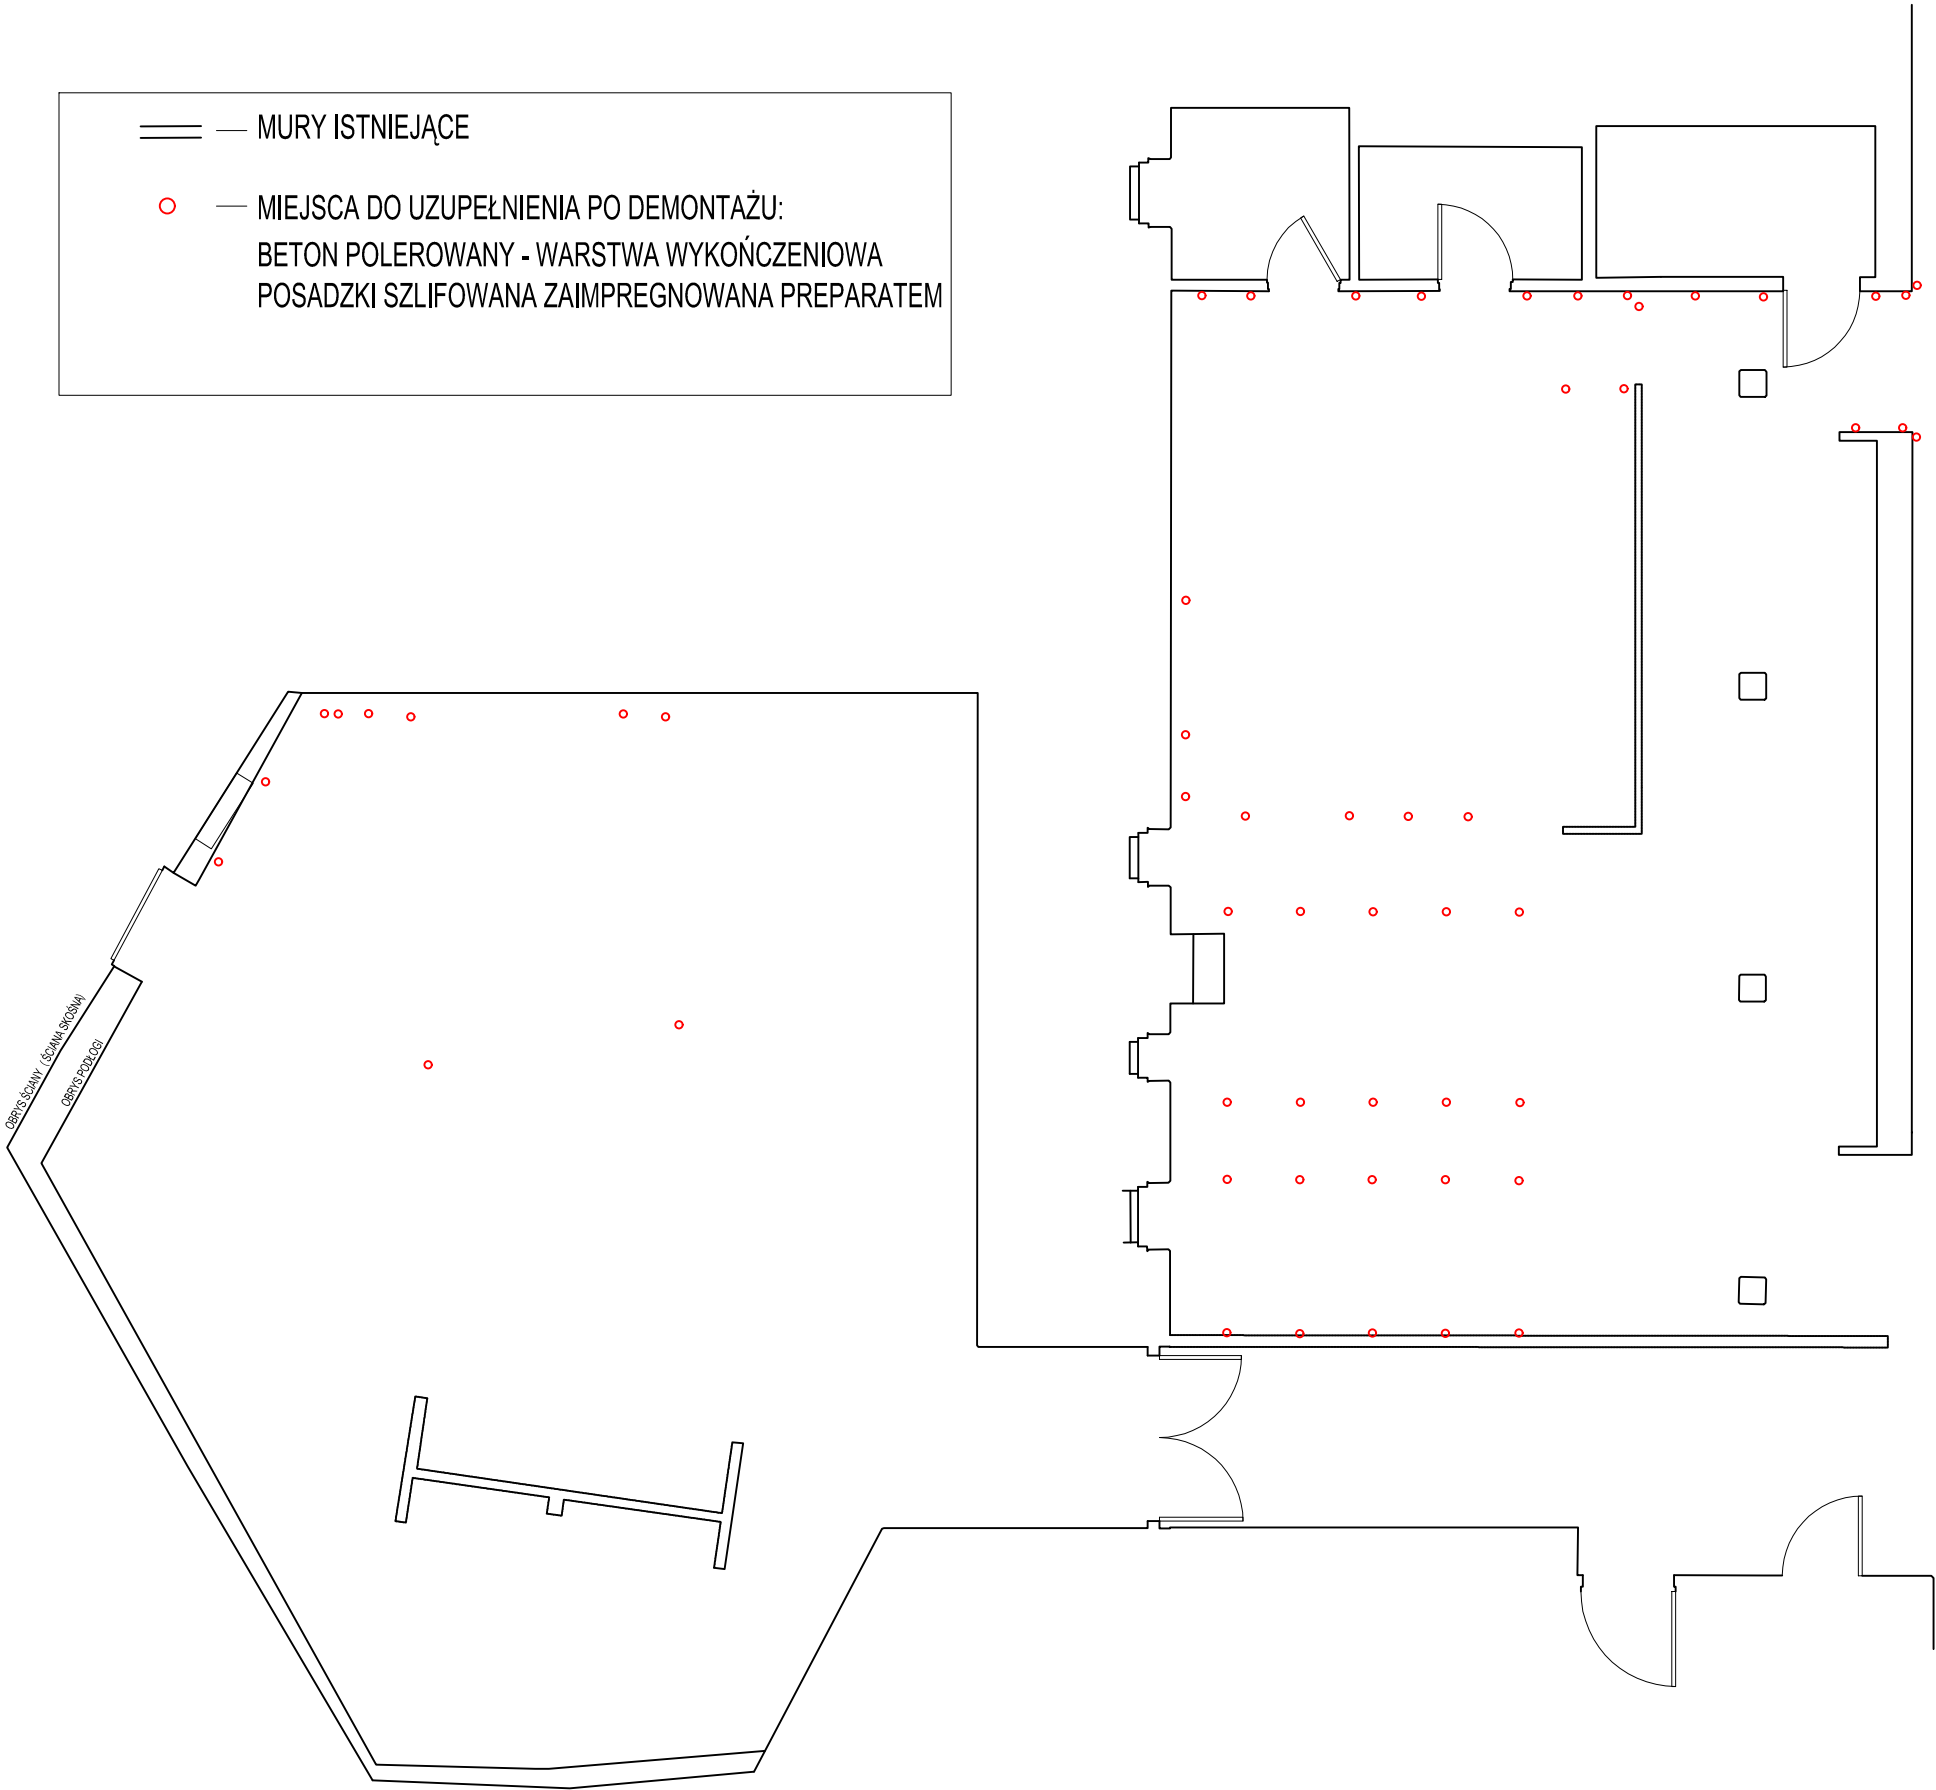 MURY ISTNIEJĄCE
MIEJSCA DO UZUPEŁNIENIA PO DEMONTAŻU:
BETON POLEROWANY - WARSTWA WYKOŃCZENIOWA
POSADZKI SZLIFOWANA ZAIMPREGNOWANA PREPARATEM
OBRYS ŚCIANY (ŚCIANA SKOŚNA)
OBRYS PODŁOGI